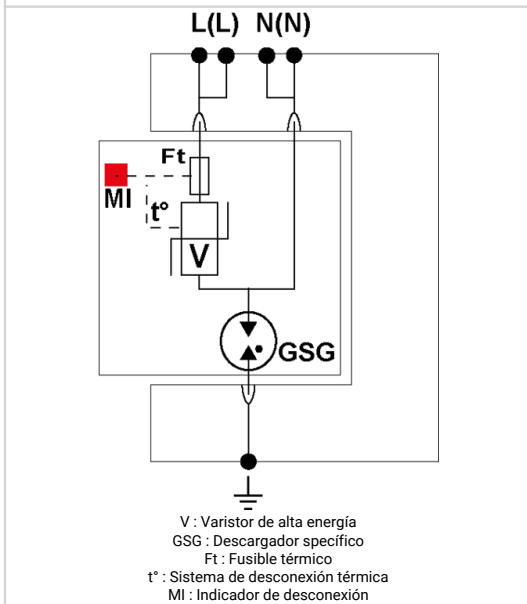 L(L) N(N)
Ft
MI
t°
V
GSG
V : Varistor de alta energía
GSG : Descargador específico
Ft : Fusible térmico
t° : Sistema de desconexión térmica
MI : Indicador de desconexión